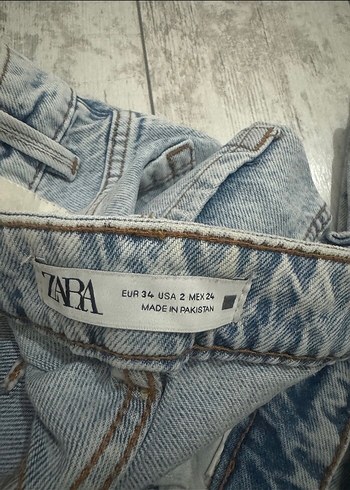 ZARA
EUR 34 USA 2 MEX 24
MADE IN PAKISTAN